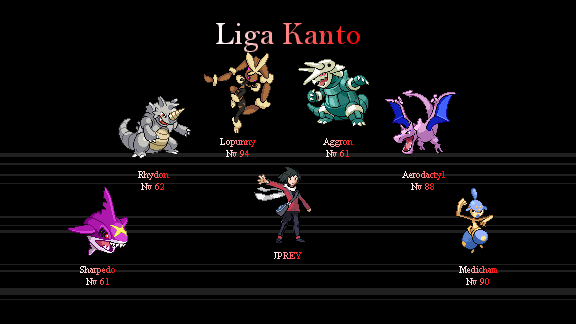 Liga Kanto
Lopunny
Nv 94
Aggron
Nv 61
Rhydon
Nv 62
Aerodactyl
Nv 88
JPREY
Sharpedo
Nv 61
Medicham
Nv 90